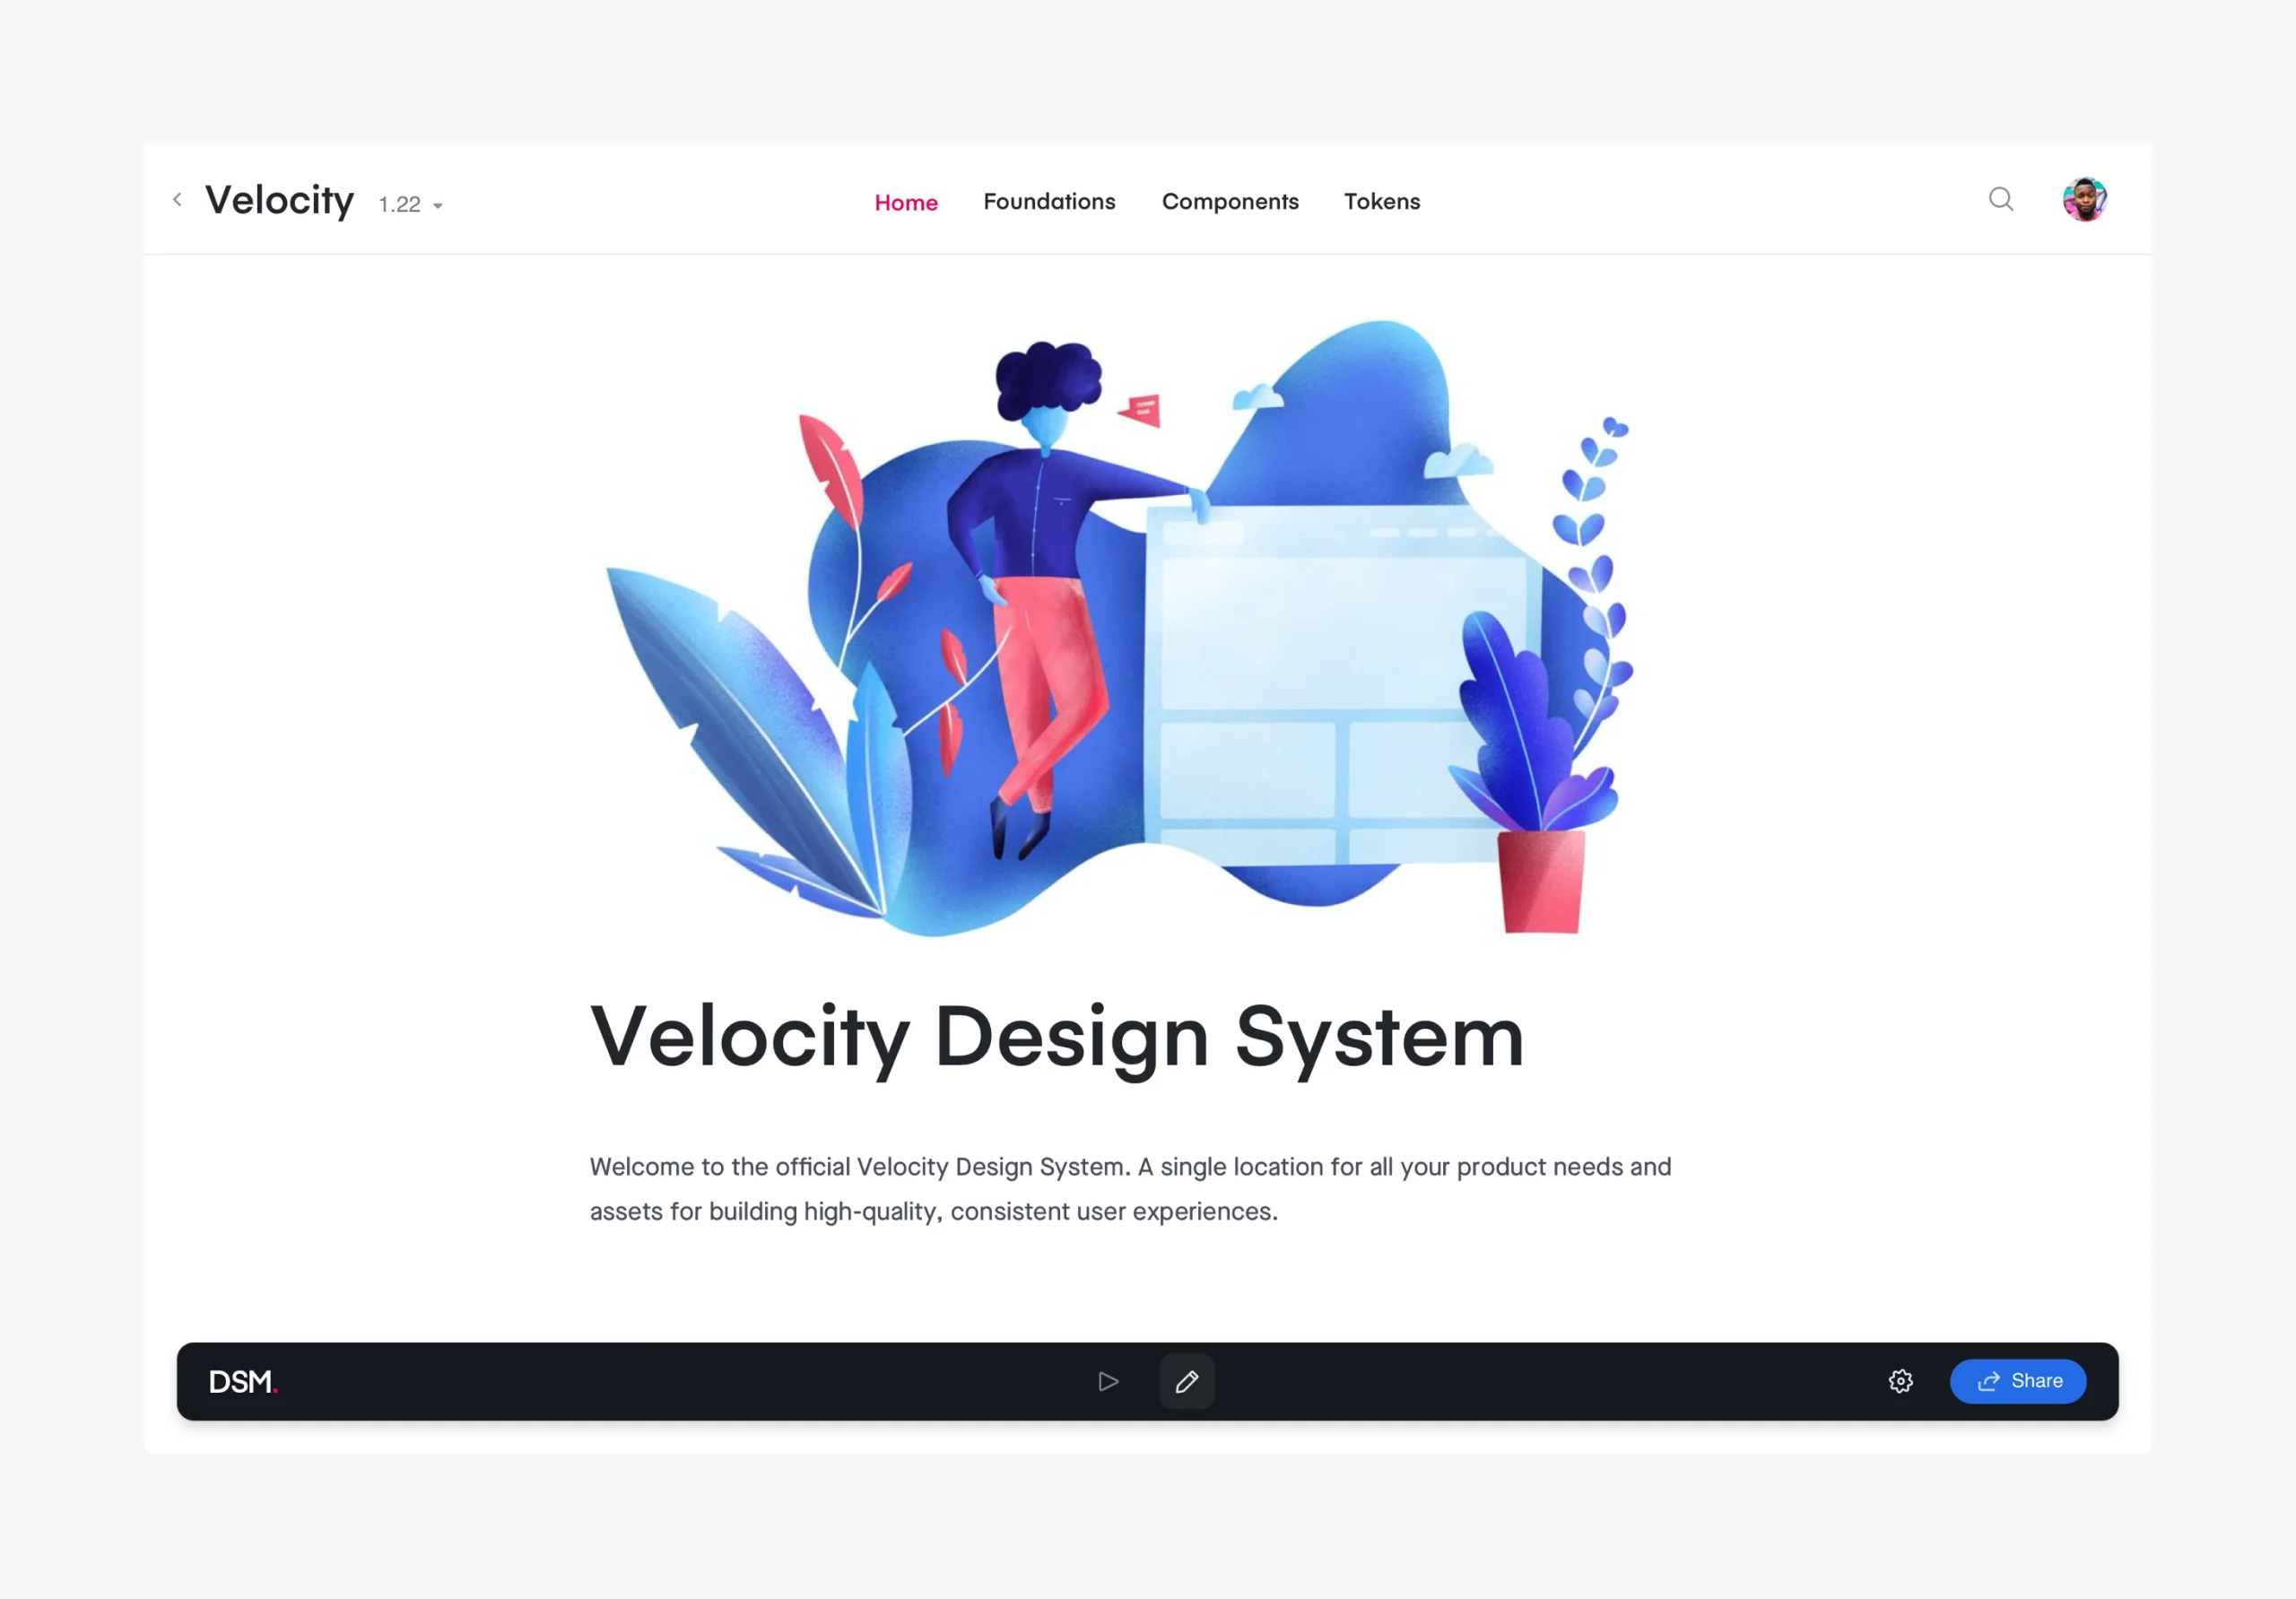 Velocity 1.22
Home Foundations Components Tokens
Velocity Design System
Welcome to the official Velocity Design System. A single location for all your product needs and
assets for building high-quality, consistent user experiences.
DSM.
Share